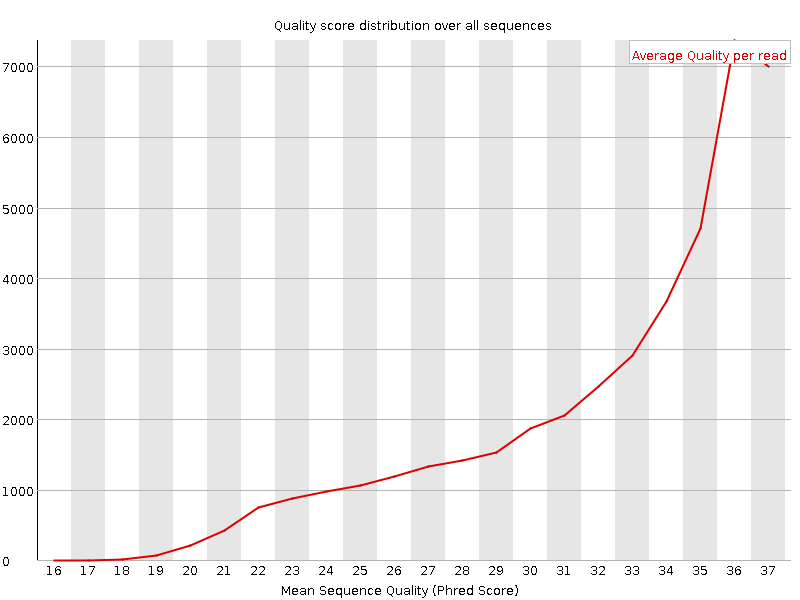 Quality score distribution over all sequences
Average Quality per read
7000
6000
5000
4000
3000
2000
1000
0
16 17 18 19 20 21 22 23 24 25 26 27 28 29 30 31 32 33 34 35 36 37
Mean Sequence Quality (Phred Score)